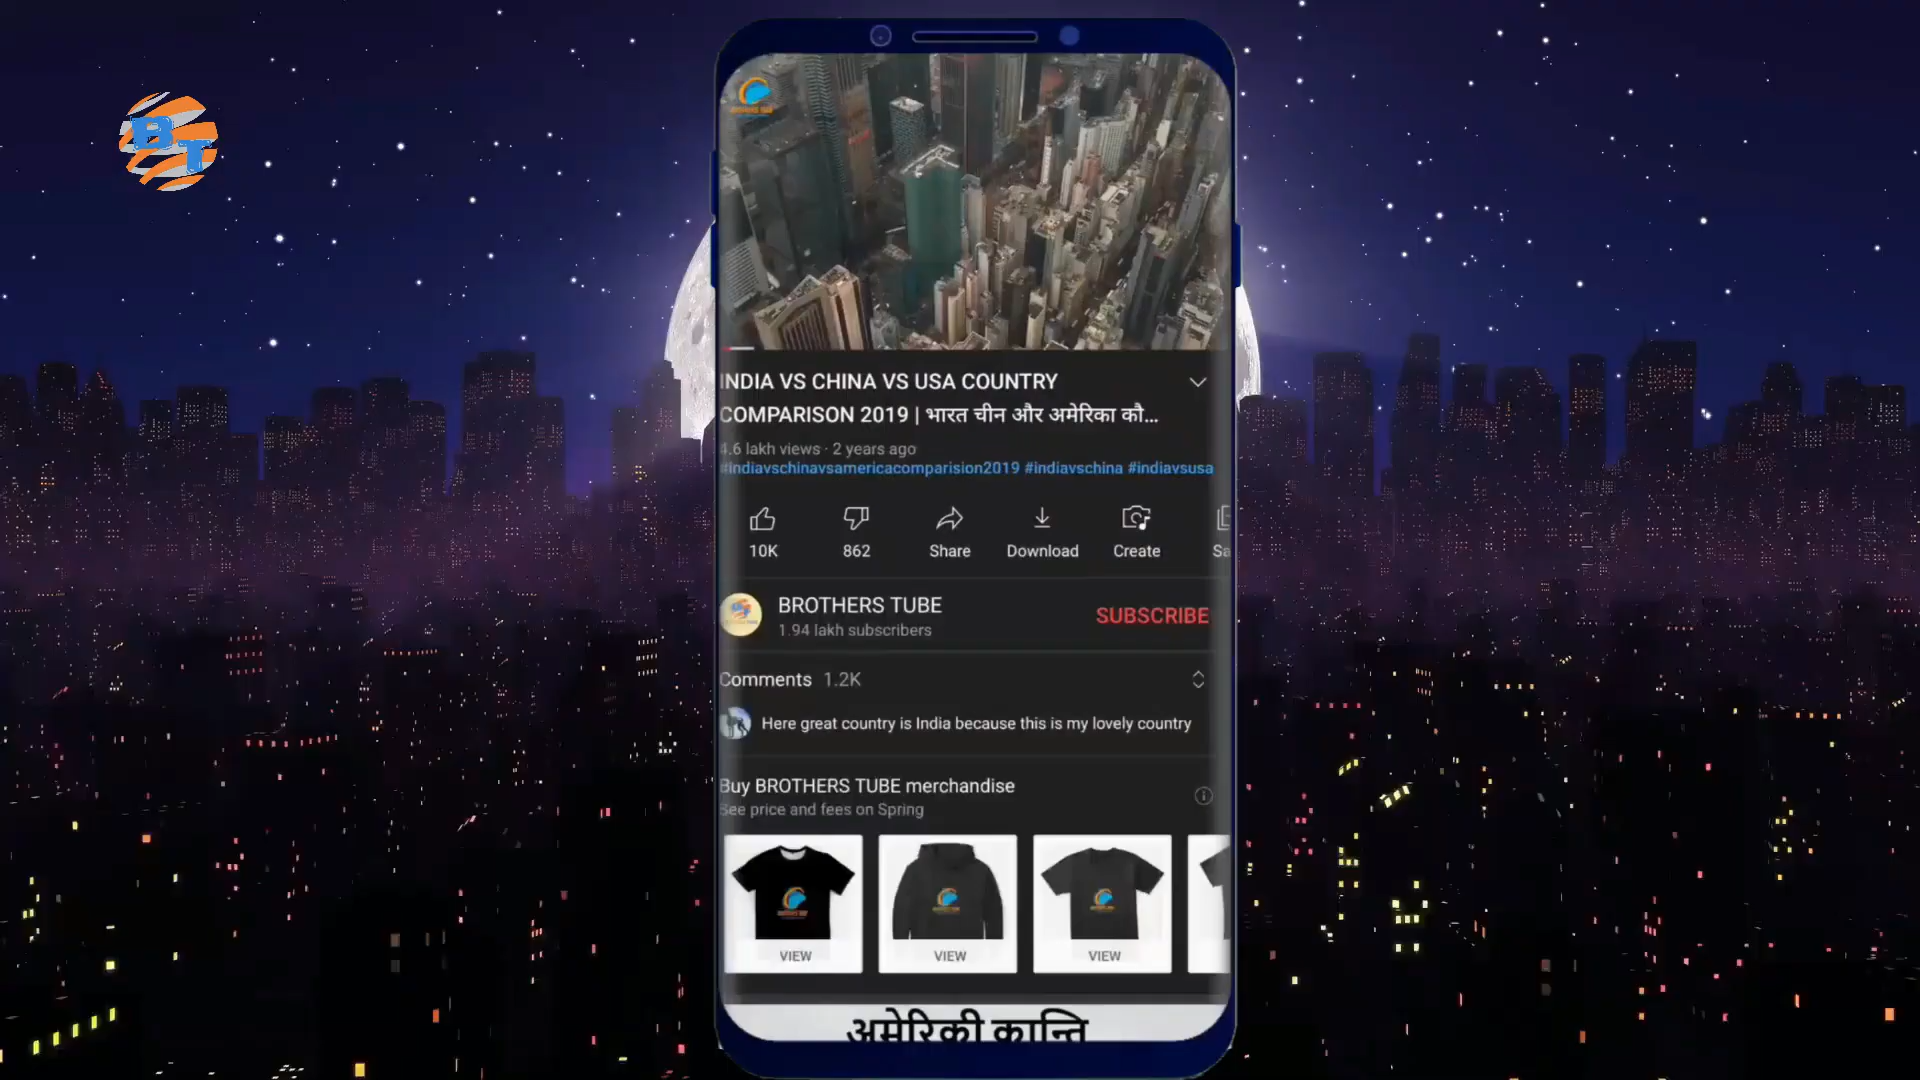 BT
INDIA VS CHINA VS USA COUNTRY
COMPARISON 2019 | भारत चीन और अमेरिका कौ...
4.6 lakh views · 2 years ago
#indiavschinavsamericacomparision2019 #indiavschina #indiavsusa
10K
862
Share
Download
Create
Sa
BROTHERS TUBE
1.94 lakh subscribers
SUBSCRIBE
Comments 1.2K
Here great country is India because this is my lovely country
Buy BROTHERS TUBE merchandise
See price and fees on Spring
VIEW
VIEW
VIEW
अमेरिकी कान्ति